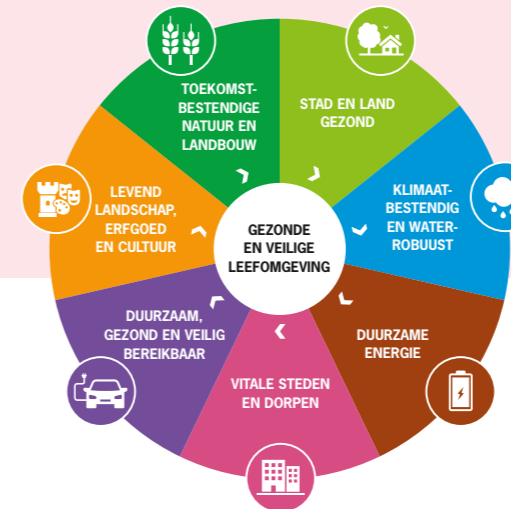 TOEKOMST-
BESTENDIGE
NATUUR EN
LANDBOUW
STAD EN LAND
GEZOND
KLIMAAT-
BESTENDIG
EN WATER-
ROBUUST
DUURZAME
ENERGIE
VITALE STEDEN
EN DORPEN
DUURZAAM,
GEZOND EN VEILIG
BEREIKBAAR
LEVEND
LANDSCHAP,
ERFGOED
EN CULTUUR
GEZONDE
EN VEILIGE
LEEFOMGEVING